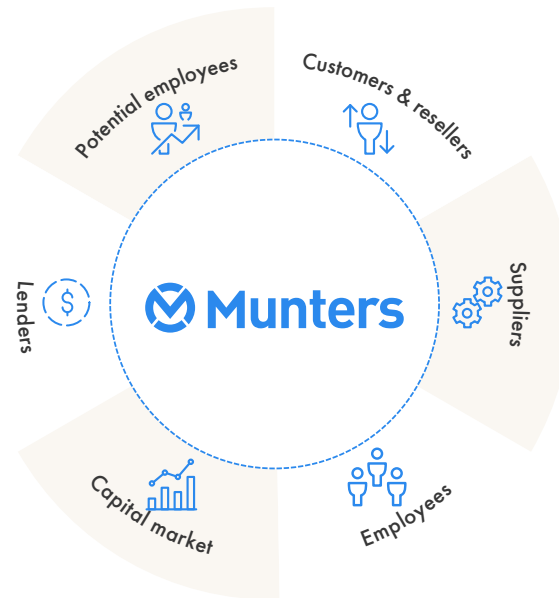 Potential employees
Customers & resellers
Suppliers
Employees
Capital market
Lenders
Munters